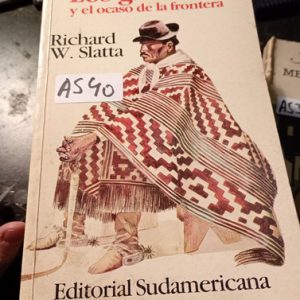 y el ocaso de la frontera
Richard
W. Slatta
AS40
Editorial Sudamericana